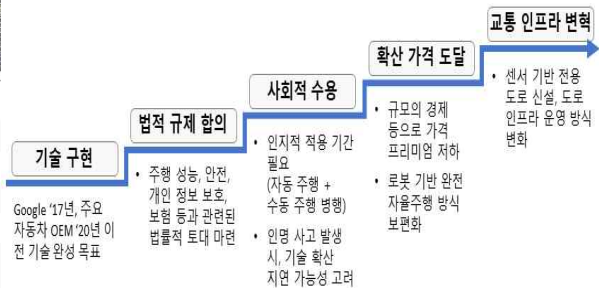 기술 구현
Google ‘17년, 주요
자동차 OEM ‘20년 이
전 기술 완성 목표
법적 규제 합의
• 주행 성능, 안전,
개인 정보 보호,
보험 등과 관련된
법률적 토대 마련
사회적 수용
• 인지적 적용 기간
필요
(자동 주행 +
수동 주행 병행)
• 인명 사고 발생
시, 기술 확산
지연 가능성 고려
확산 가격 도달
• 규모의 경제
등으로 가격
프리미엄 저하
• 로봇 기반 완전
자율주행 방식
보편화
교통 인프라 변혁
• 센서 기반 전용
도로 신설, 도로
인프라 운영 방식
변화